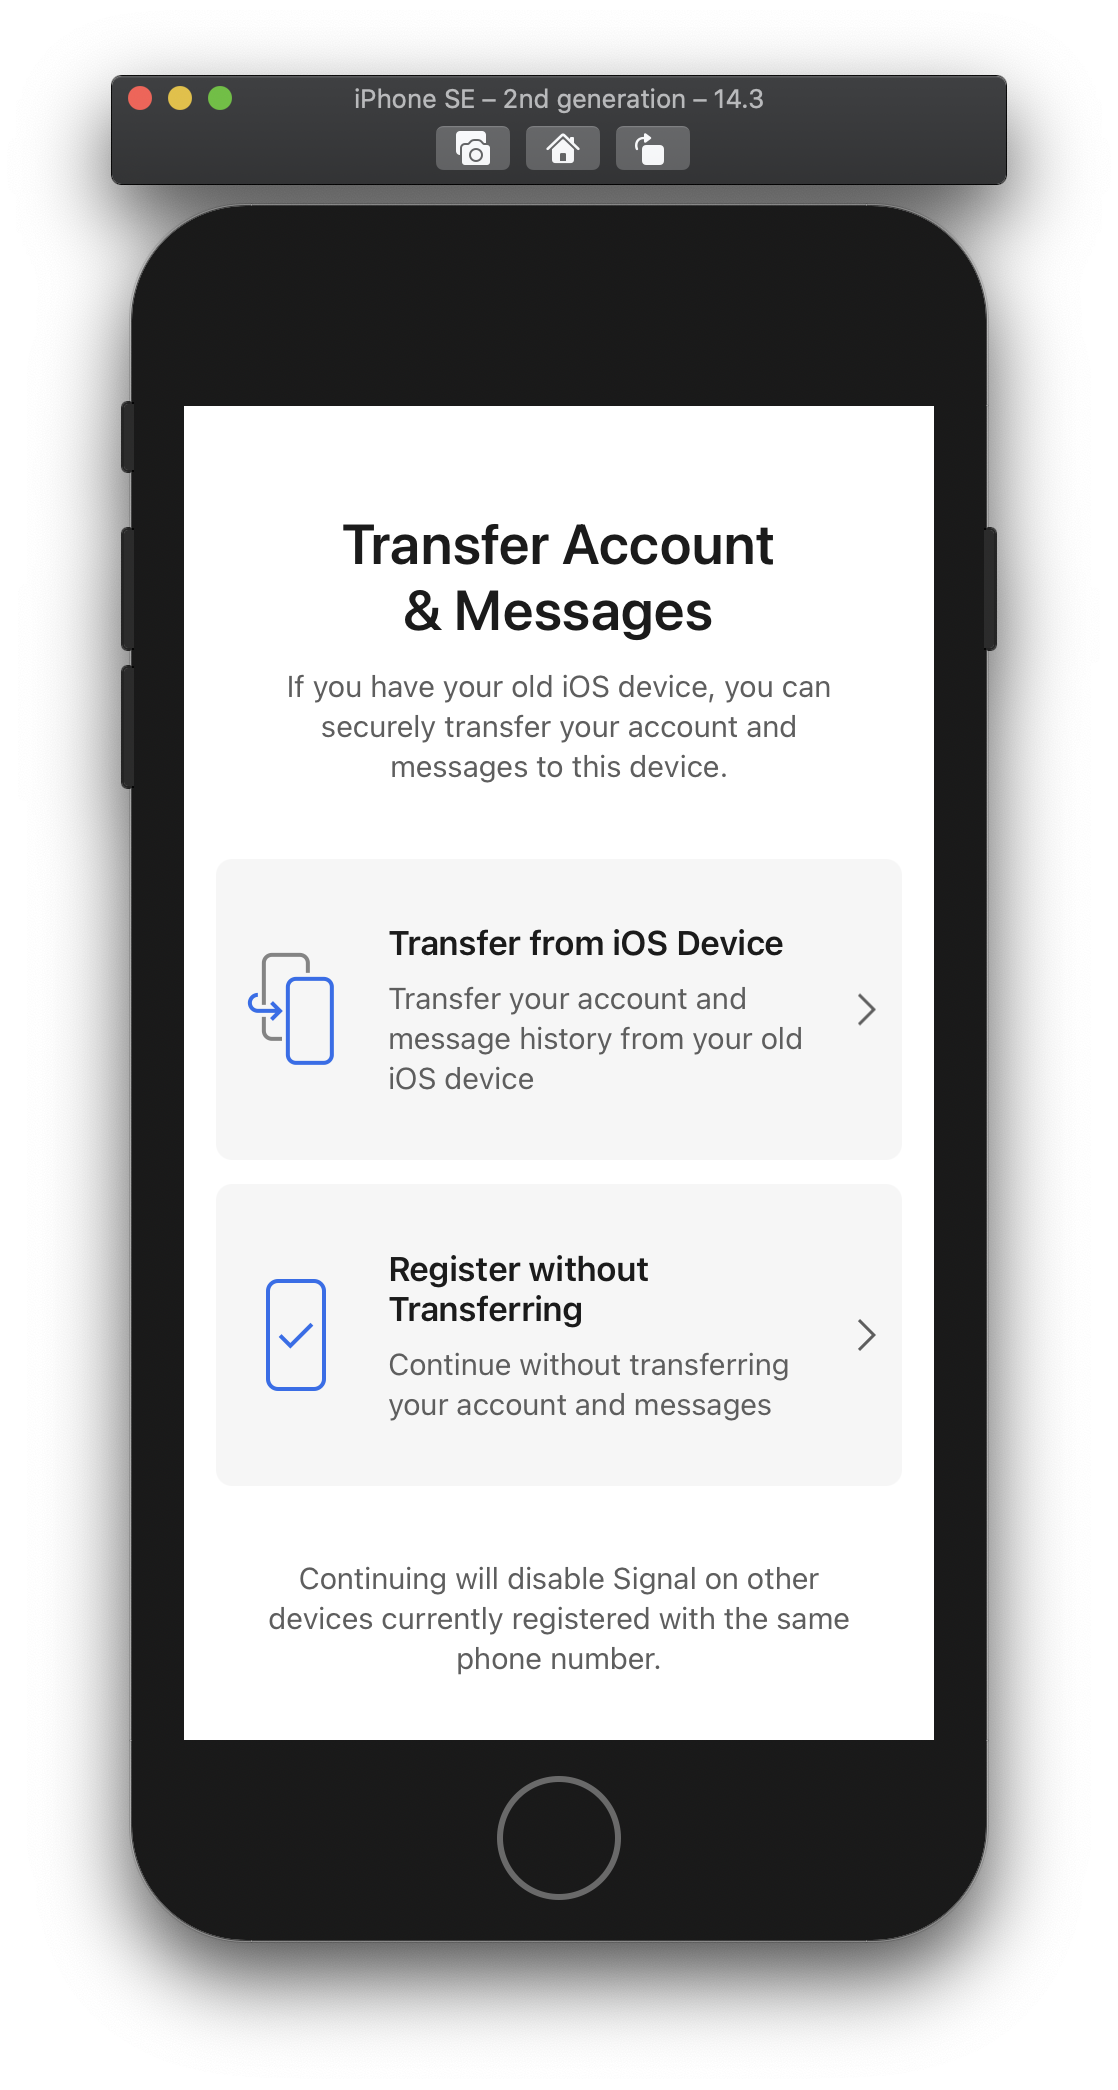 iPhone SE – 2nd generation – 14.3
Transfer Account
& Messages
If you have your old iOS device, you can
securely transfer your account and
messages to this device.
Transfer from iOS Device
Transfer your account and
message history from your old
iOS device
Register without
Transferring
Continue without transferring
your account and messages
Continuing will disable Signal on other
devices currently registered with the same
phone number.